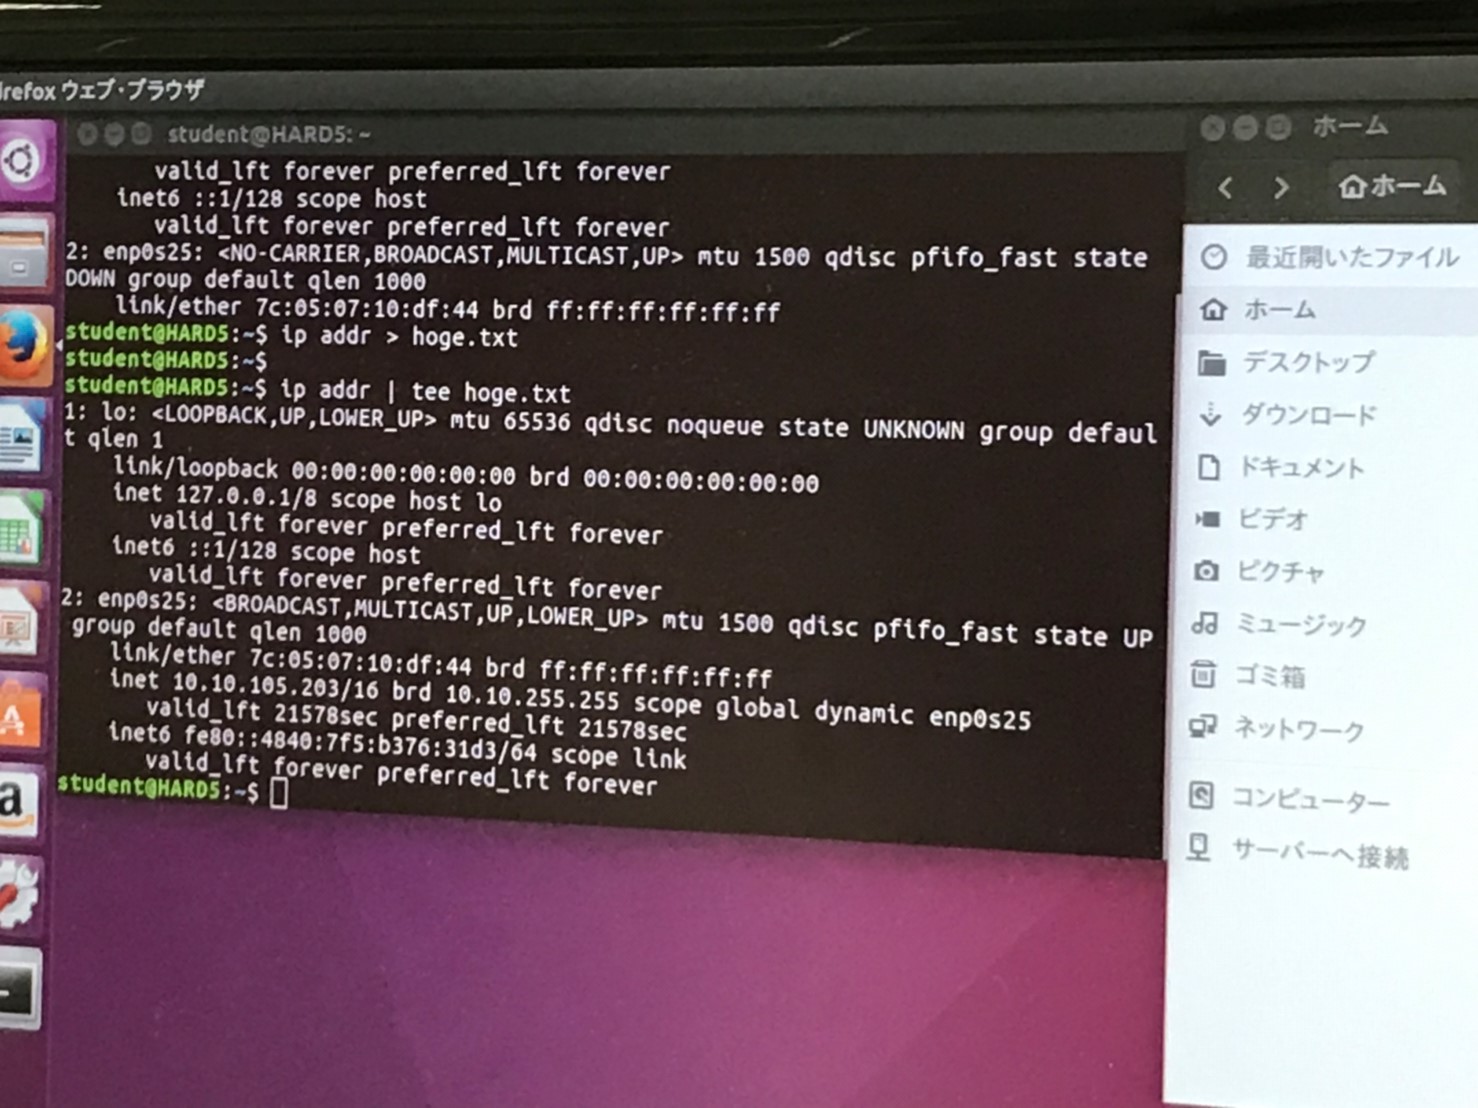 irefox ウェブ・ブラウザ
student@HARD5: ~
valid_lft forever preferred_lft forever
inet6 ::1/128 scope host
valid_lft forever preferred_lft forever
2: enp0s25: <NO-CARRIER,BROADCAST,MULTICAST,UP> mtu 1500 qdisc pfifo_fast state
DOWN group default qlen 1000
link/ether 7c:05:07:10:df:44 brd ff:ff:ff:ff:ff:ff
student@HARD5:~$ ip addr > hoge.txt
student@HARD5:~$
student@HARD5:~$ ip addr | tee hoge.txt
1: lo: <LOOPBACK,UP,LOWER_UP> mtu 65536 qdisc noqueue state UNKNOWN group defaul
t qlen 1
link/loopback 00:00:00:00:00:00 brd 00:00:00:00:00:00
inet 127.0.0.1/8 scope host lo
valid_lft forever preferred_lft forever
inet6 ::1/128 scope host
valid_lft forever preferred_lft forever
2: enp0s25: <BROADCAST,MULTICAST,UP,LOWER_UP> mtu 1500 qdisc pfifo_fast state UP
group default qlen 1000
link/ether 7c:05:07:10:df:44 brd ff:ff:ff:ff:ff:ff
inet 10.10.105.203/16 brd 10.10.255.255 scope global dynamic enp0s25
valid_lft 21578sec preferred_lft 21578sec
inet6 fe80::4840:7f5:b376:31d3/64 scope link
valid_lft forever preferred_lft forever
student@HARD5:~$
ホーム
ホーム
最近開いたファイル
ホーム
デスクトップ
ダウンロード
ドキュメント
ビデオ
ピクチャ
ミュージック
ゴミ箱
ネットワーク
コンピューター
サーバーへ接続